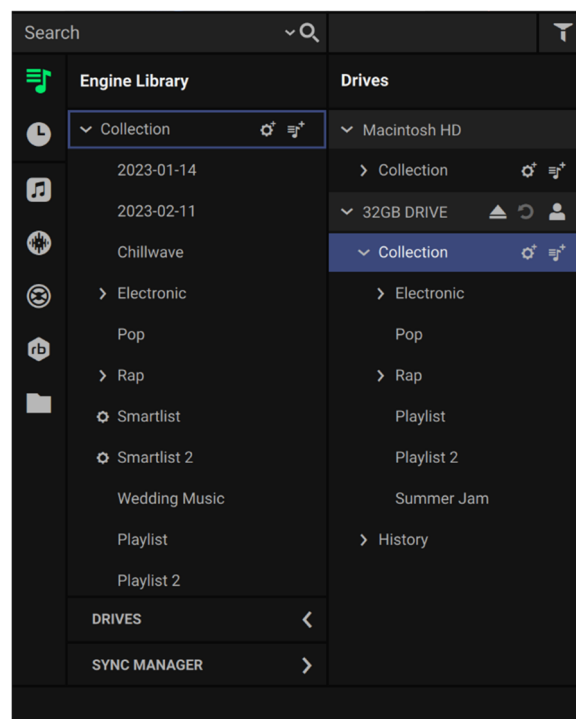 Search
Engine Library
Collection
2023-01-14
2023-02-11
Chillwave
Electronic
Pop
Rap
Smartlist
Smartlist 2
Wedding Music
Playlist
Playlist 2
DRIVES
SYNC MANAGER
Drives
Macintosh HD
Collection
32GB DRIVE
Collection
Electronic
Pop
Rap
Playlist
Playlist 2
Summer Jam
History
rb